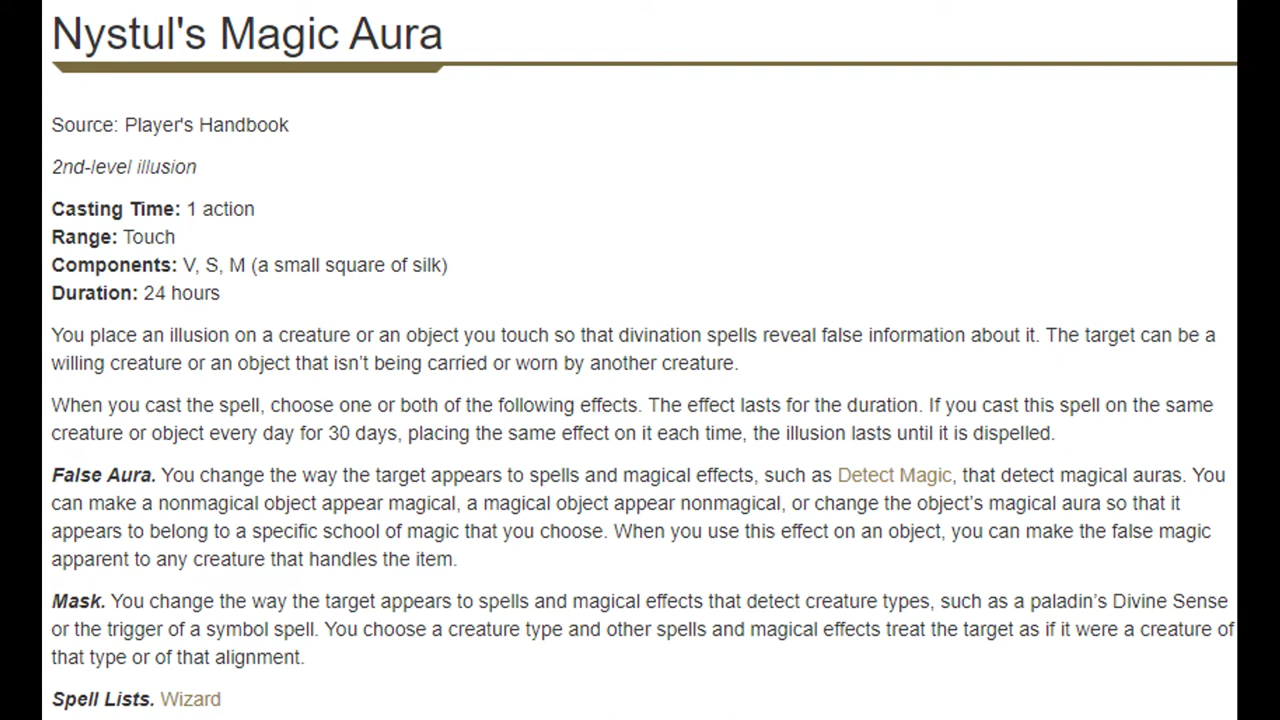 Nystul's Magic Aura
Source: Player's Handbook
2nd-level illusion
Casting Time: 1 action
Range: Touch
Components: V, S, M (a small square of silk)
Duration: 24 hours
You place an illusion on a creature or an object you touch so that divination spells reveal false information about it. The target can be a
willing creature or an object that isn’t being carried or worn by another creature.
When you cast the spell, choose one or both of the following effects. The effect lasts for the duration. If you cast this spell on the same
creature or object every day for 30 days, placing the same effect on it each time, the illusion lasts until it is dispelled.
False Aura. You change the way the target appears to spells and magical effects, such as Detect Magic, that detect magical auras. You
can make a nonmagical object appear magical, a magical object appear nonmagical, or change the object’s magical aura so that it
appears to belong to a specific school of magic that you choose. When you use this effect on an object, you can make the false magic
apparent to any creature that handles the item.
Mask. You change the way the target appears to spells and magical effects that detect creature types, such as a paladin’s Divine Sense
or the trigger of a symbol spell. You choose a creature type and other spells and magical effects treat the target as if it were a creature of
that type or of that alignment.
Spell Lists. Wizard